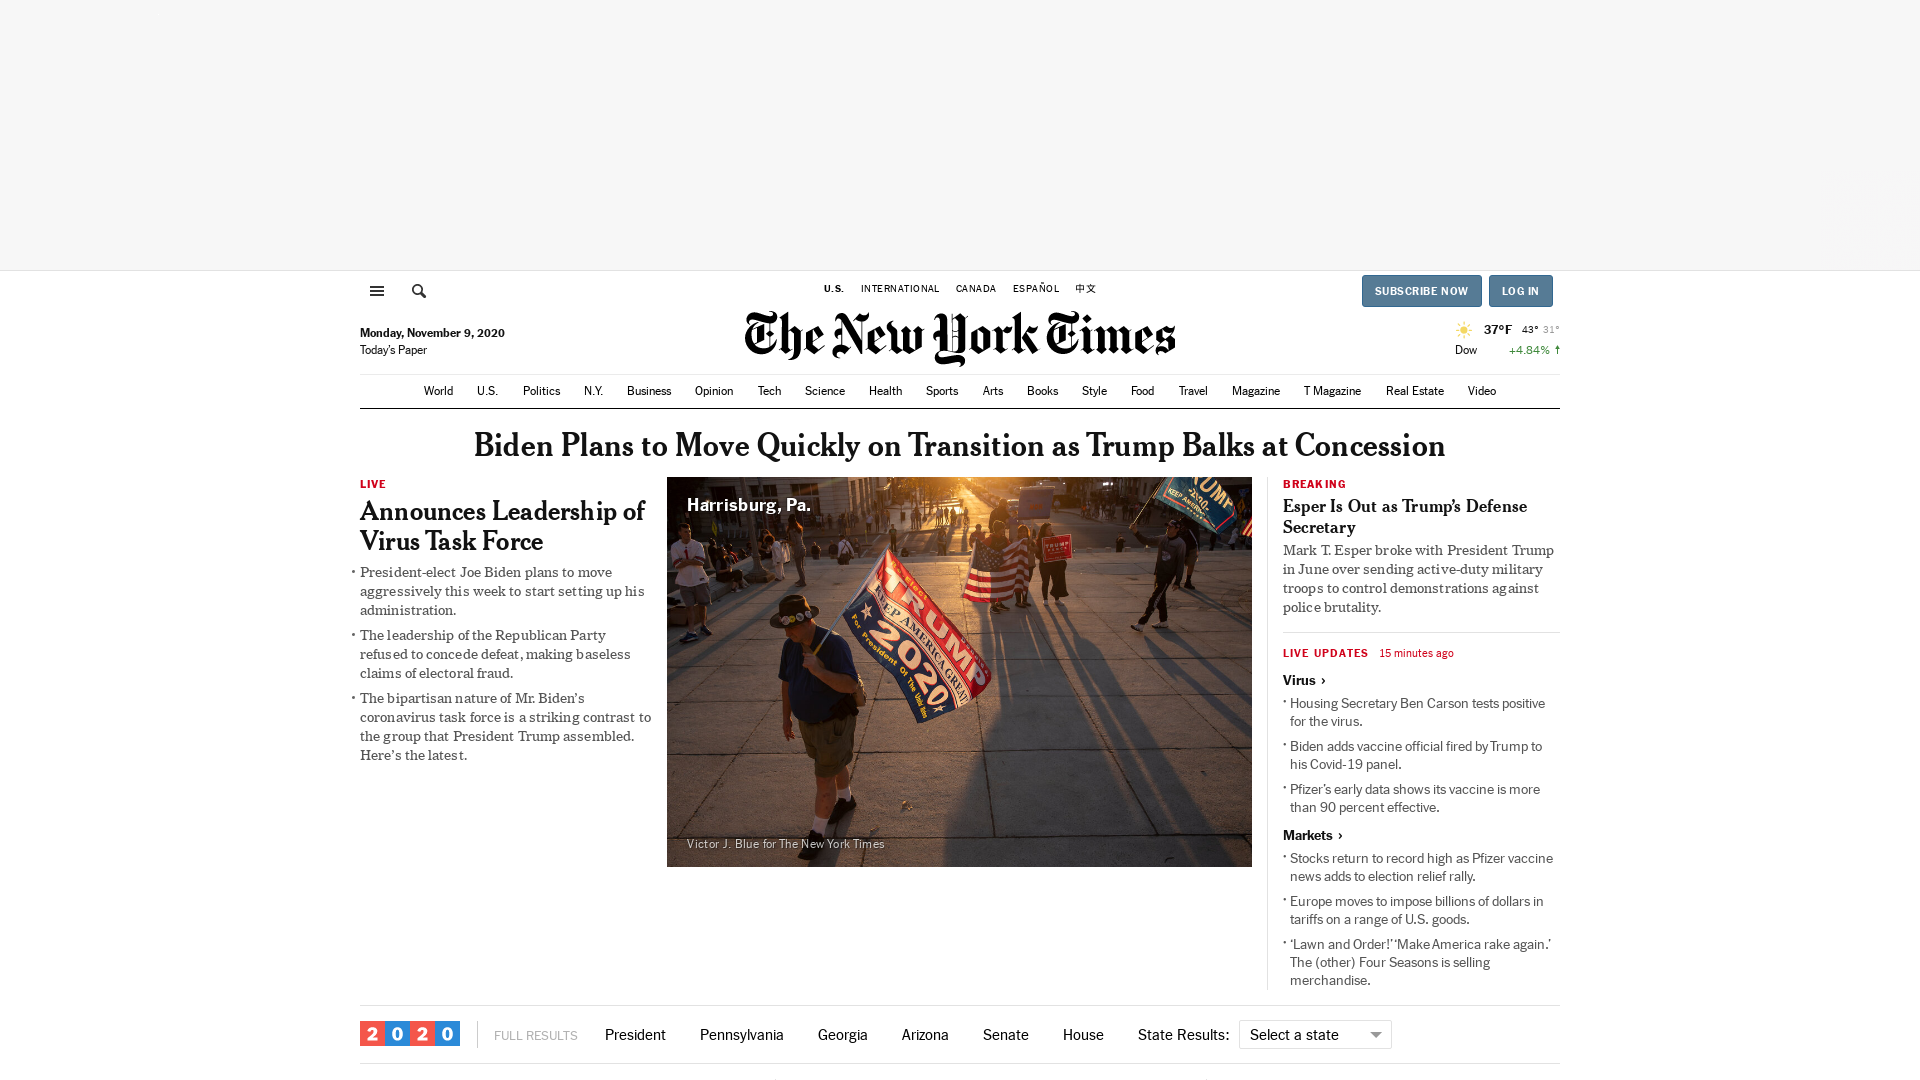 U.S. INTERNATIONAL CANADA ESPAÑOL 中文
SUBSCRIBE NOW LOG IN
Monday, November 9, 2020
Today's Paper
The New York Times
37°F 43° 31°
Dow +4.84% ↑
World U.S. Politics N.Y. Business Opinion Tech Science Health Sports Arts Books Style Food Travel Magazine T Magazine Real Estate Video
Biden Plans to Move Quickly on Transition as Trump Balks at Concession
LIVE
Announces Leadership of
Virus Task Force
• President-elect Joe Biden plans to move
aggressively this week to start setting up his
administration.
• The leadership of the Republican Party
refused to concede defeat, making baseless
claims of electoral fraud.
• The bipartisan nature of Mr. Biden's
coronavirus task force is a striking contrast to
the group that President Trump assembled.
Here's the latest.
Harrisburg, Pa.
TRUMP
KEEP AMERICA GREAT
TRUMP
Elect
TRUMP
KEEP AMERICA GREAT
2020
For President Of The United States
Victor J. Blue for The New York Times
BREAKING
Esper Is Out as Trump's Defense
Secretary
Mark T. Esper broke with President Trump
in June over sending active-duty military
troops to control demonstrations against
police brutality.
LIVE UPDATES 15 minutes ago
Virus ›
• Housing Secretary Ben Carson tests positive
for the virus.
• Biden adds vaccine official fired by Trump to
his Covid-19 panel.
• Pfizer's early data shows its vaccine is more
than 90 percent effective.
Markets ›
• Stocks return to record high as Pfizer vaccine
news adds to election relief rally.
• Europe moves to impose billions of dollars in
tariffs on a range of U.S. goods.
• ‘Lawn and Order!’ ‘Make America rake again.’
The (other) Four Seasons is selling
merchandise.
2020 FULL RESULTS President Pennsylvania Georgia Arizona Senate House State Results: Select a state